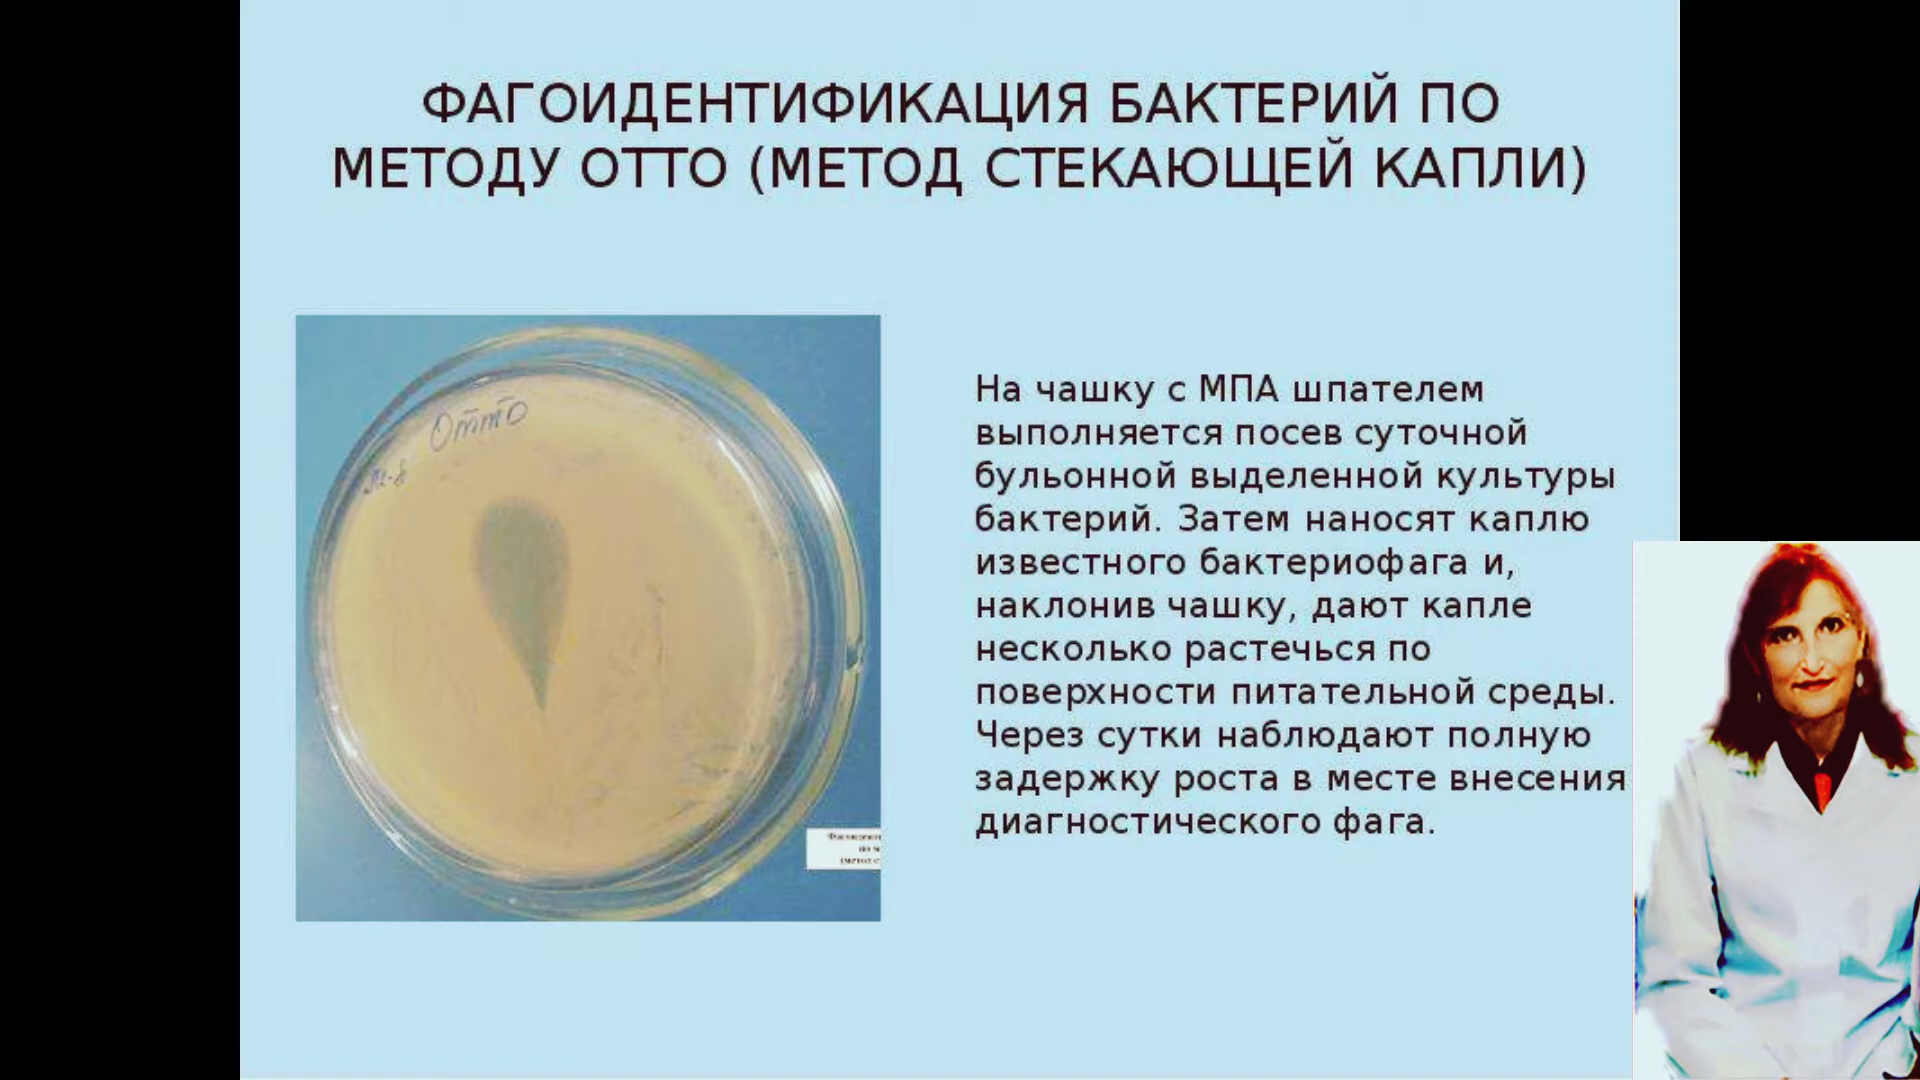 ФАГОИДЕНТИФИКАЦИЯ БАКТЕРИЙ ПО
МЕТОДУ ОТТО (МЕТОД СТЕКАЮЩЕЙ КАПЛИ)
Отто
На чашку с МПА шпателем
выполняется посев суточной
бульонной выделенной культуры
бактерий. Затем наносят каплю
известного бактериофага и,
наклонив чашку, дают капле
несколько растечься по
поверхности питательной среды.
Через сутки наблюдают полную
задержку роста в месте внесения
диагностического фага.